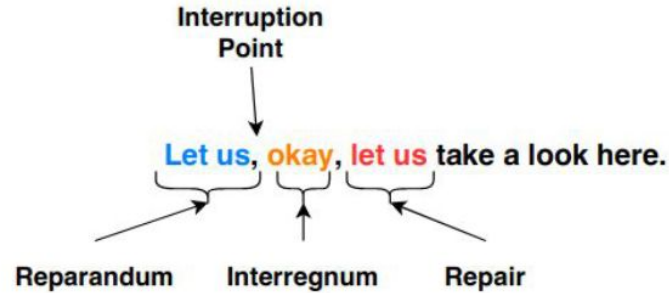 Interruption
Point
Let us, okay, let us take a look here.
Reparandum Interregnum Repair